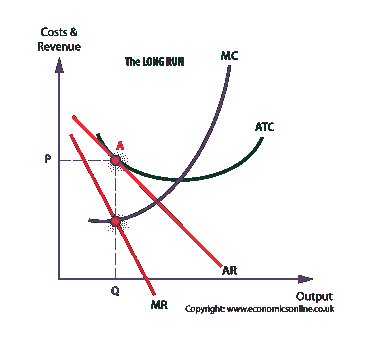 Costs &
Revenue
The LONG RUN
MC
ATC
A
P
AR
Q
MR
Output
Copyright: www.economicsonline.co.uk